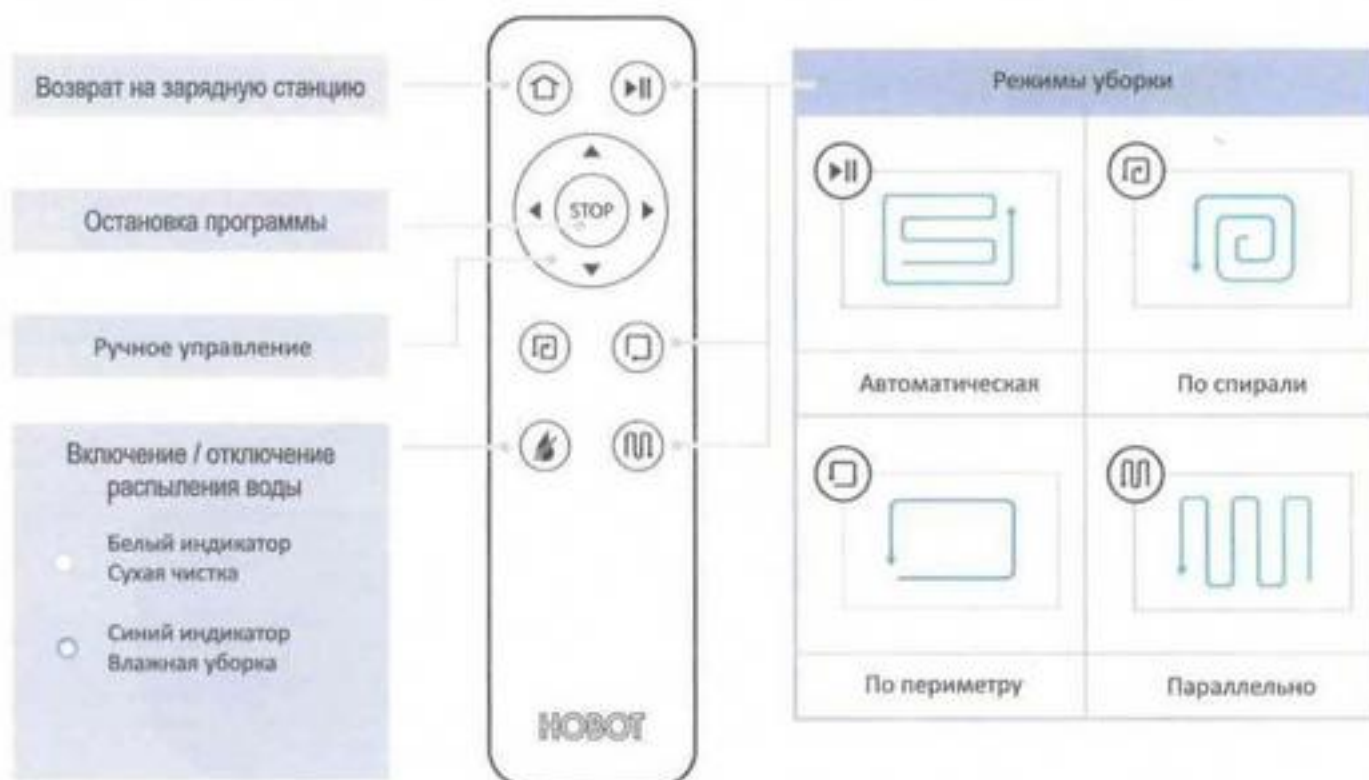 Возврат на зарядную станцию
Остановка программы
Ручное управление
Включение / отключение
распыления воды
Белый индикатор
Сухая чистка
Синий индикатор
Влажная уборка
STOP
HOBOT
Режимы уборки
Автоматическая
По спирали
По периметру
Параллельно